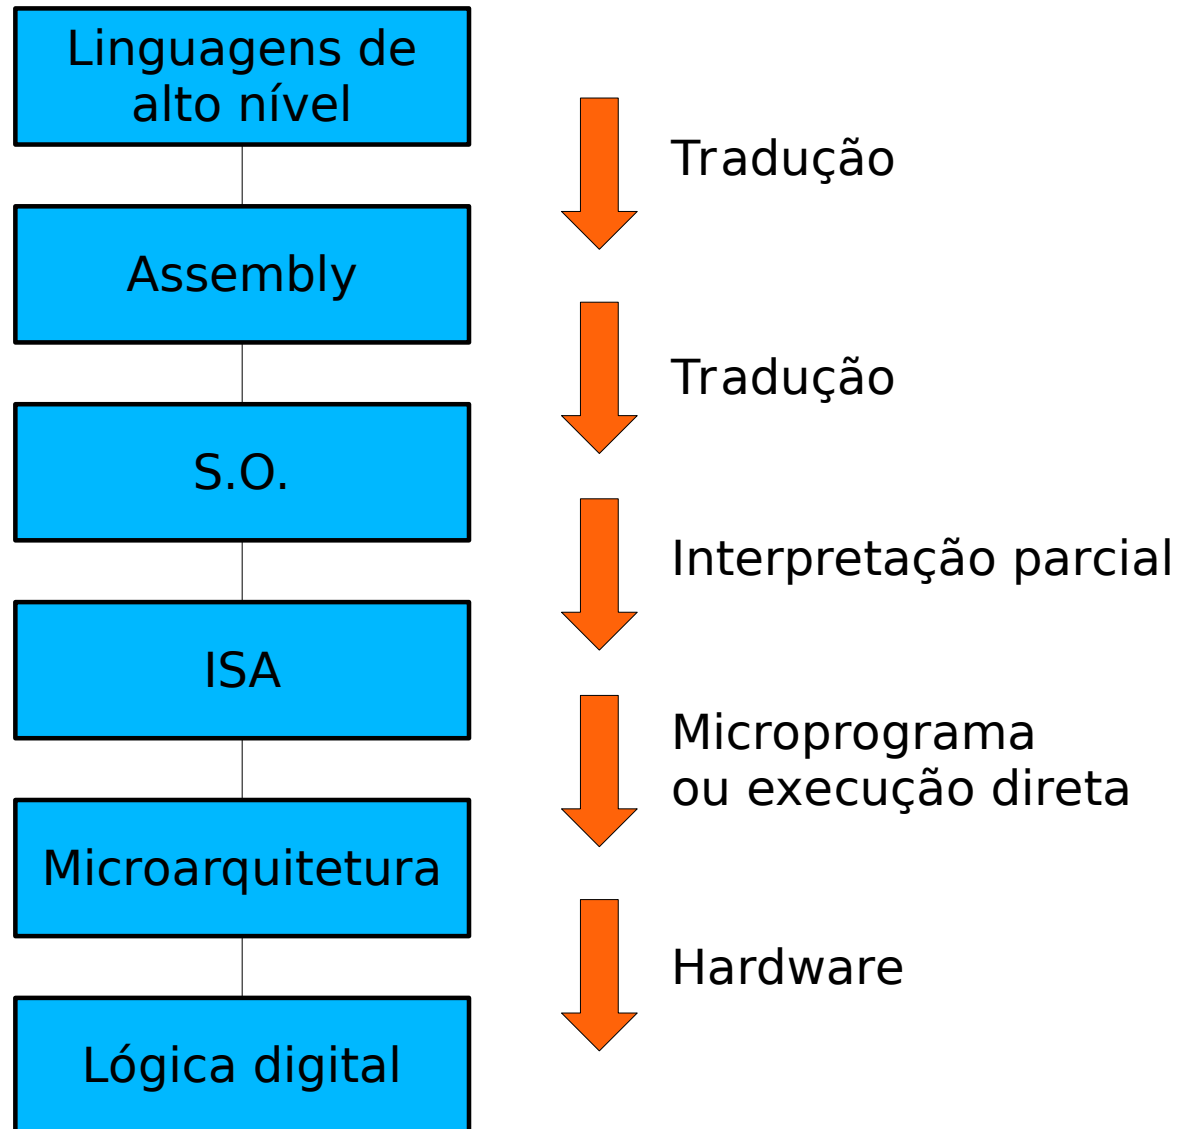 Linguagens de
alto nível
Tradução
Assembly
Tradução
S.O.
Interpretação parcial
ISA
Microprograma
ou execução direta
Microarquitetura
Hardware
Lógica digital